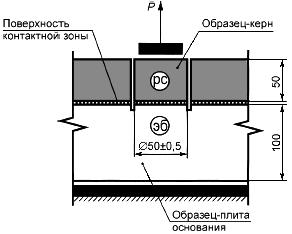 P
Поверхность
контактной зоны
Образец-керн
рс
50
эб
∅50±0,5
100
Образец-плита
основания